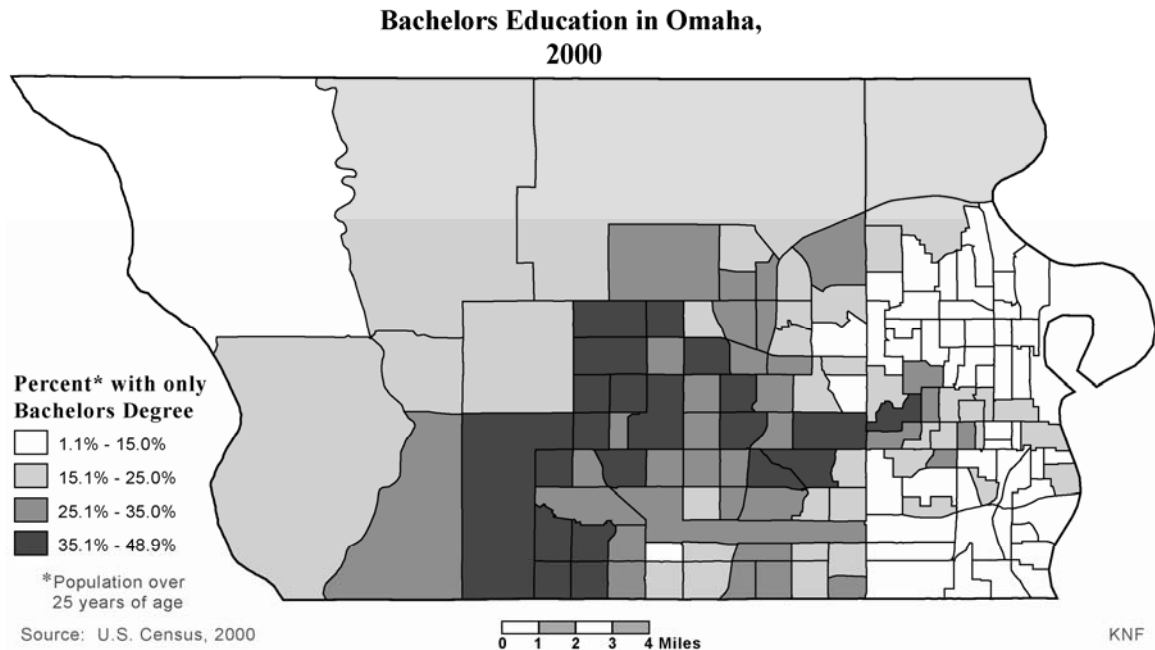 Bachelors Education in Omaha,
2000
Percent* with only
Bachelors Degree
1.1% - 15.0%
15.1% - 25.0%
25.1% - 35.0%
35.1% - 48.9%
*Population over
25 years of age
Source: U.S. Census, 2000
0 1 2 3 4 Miles
KNF